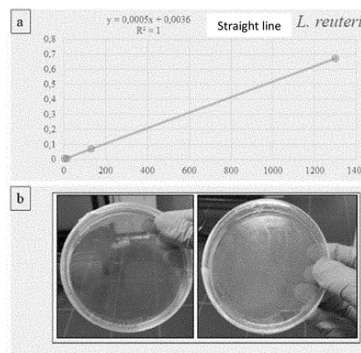 a
y = 0,0005x + 0,0036
R² = 1
Straight line
L. reuteri
0,8
0,7
0,6
0,5
0,4
0,3
0,2
0,1
0
0
200
400
600
800
1000
1200
1400
b